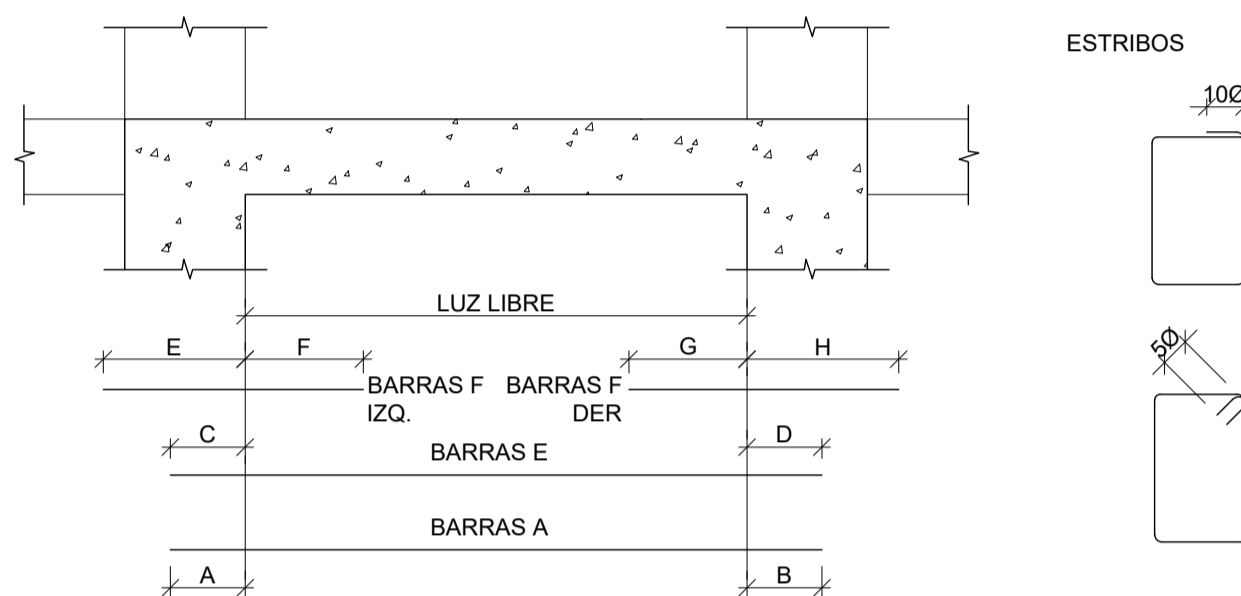 ESTRIBOS
10Ø
LUZ LIBRE
E F G H
BARRAS F BARRAS F
IZQ. DER
5Ø
C D
BARRAS E
BARRAS A
A B